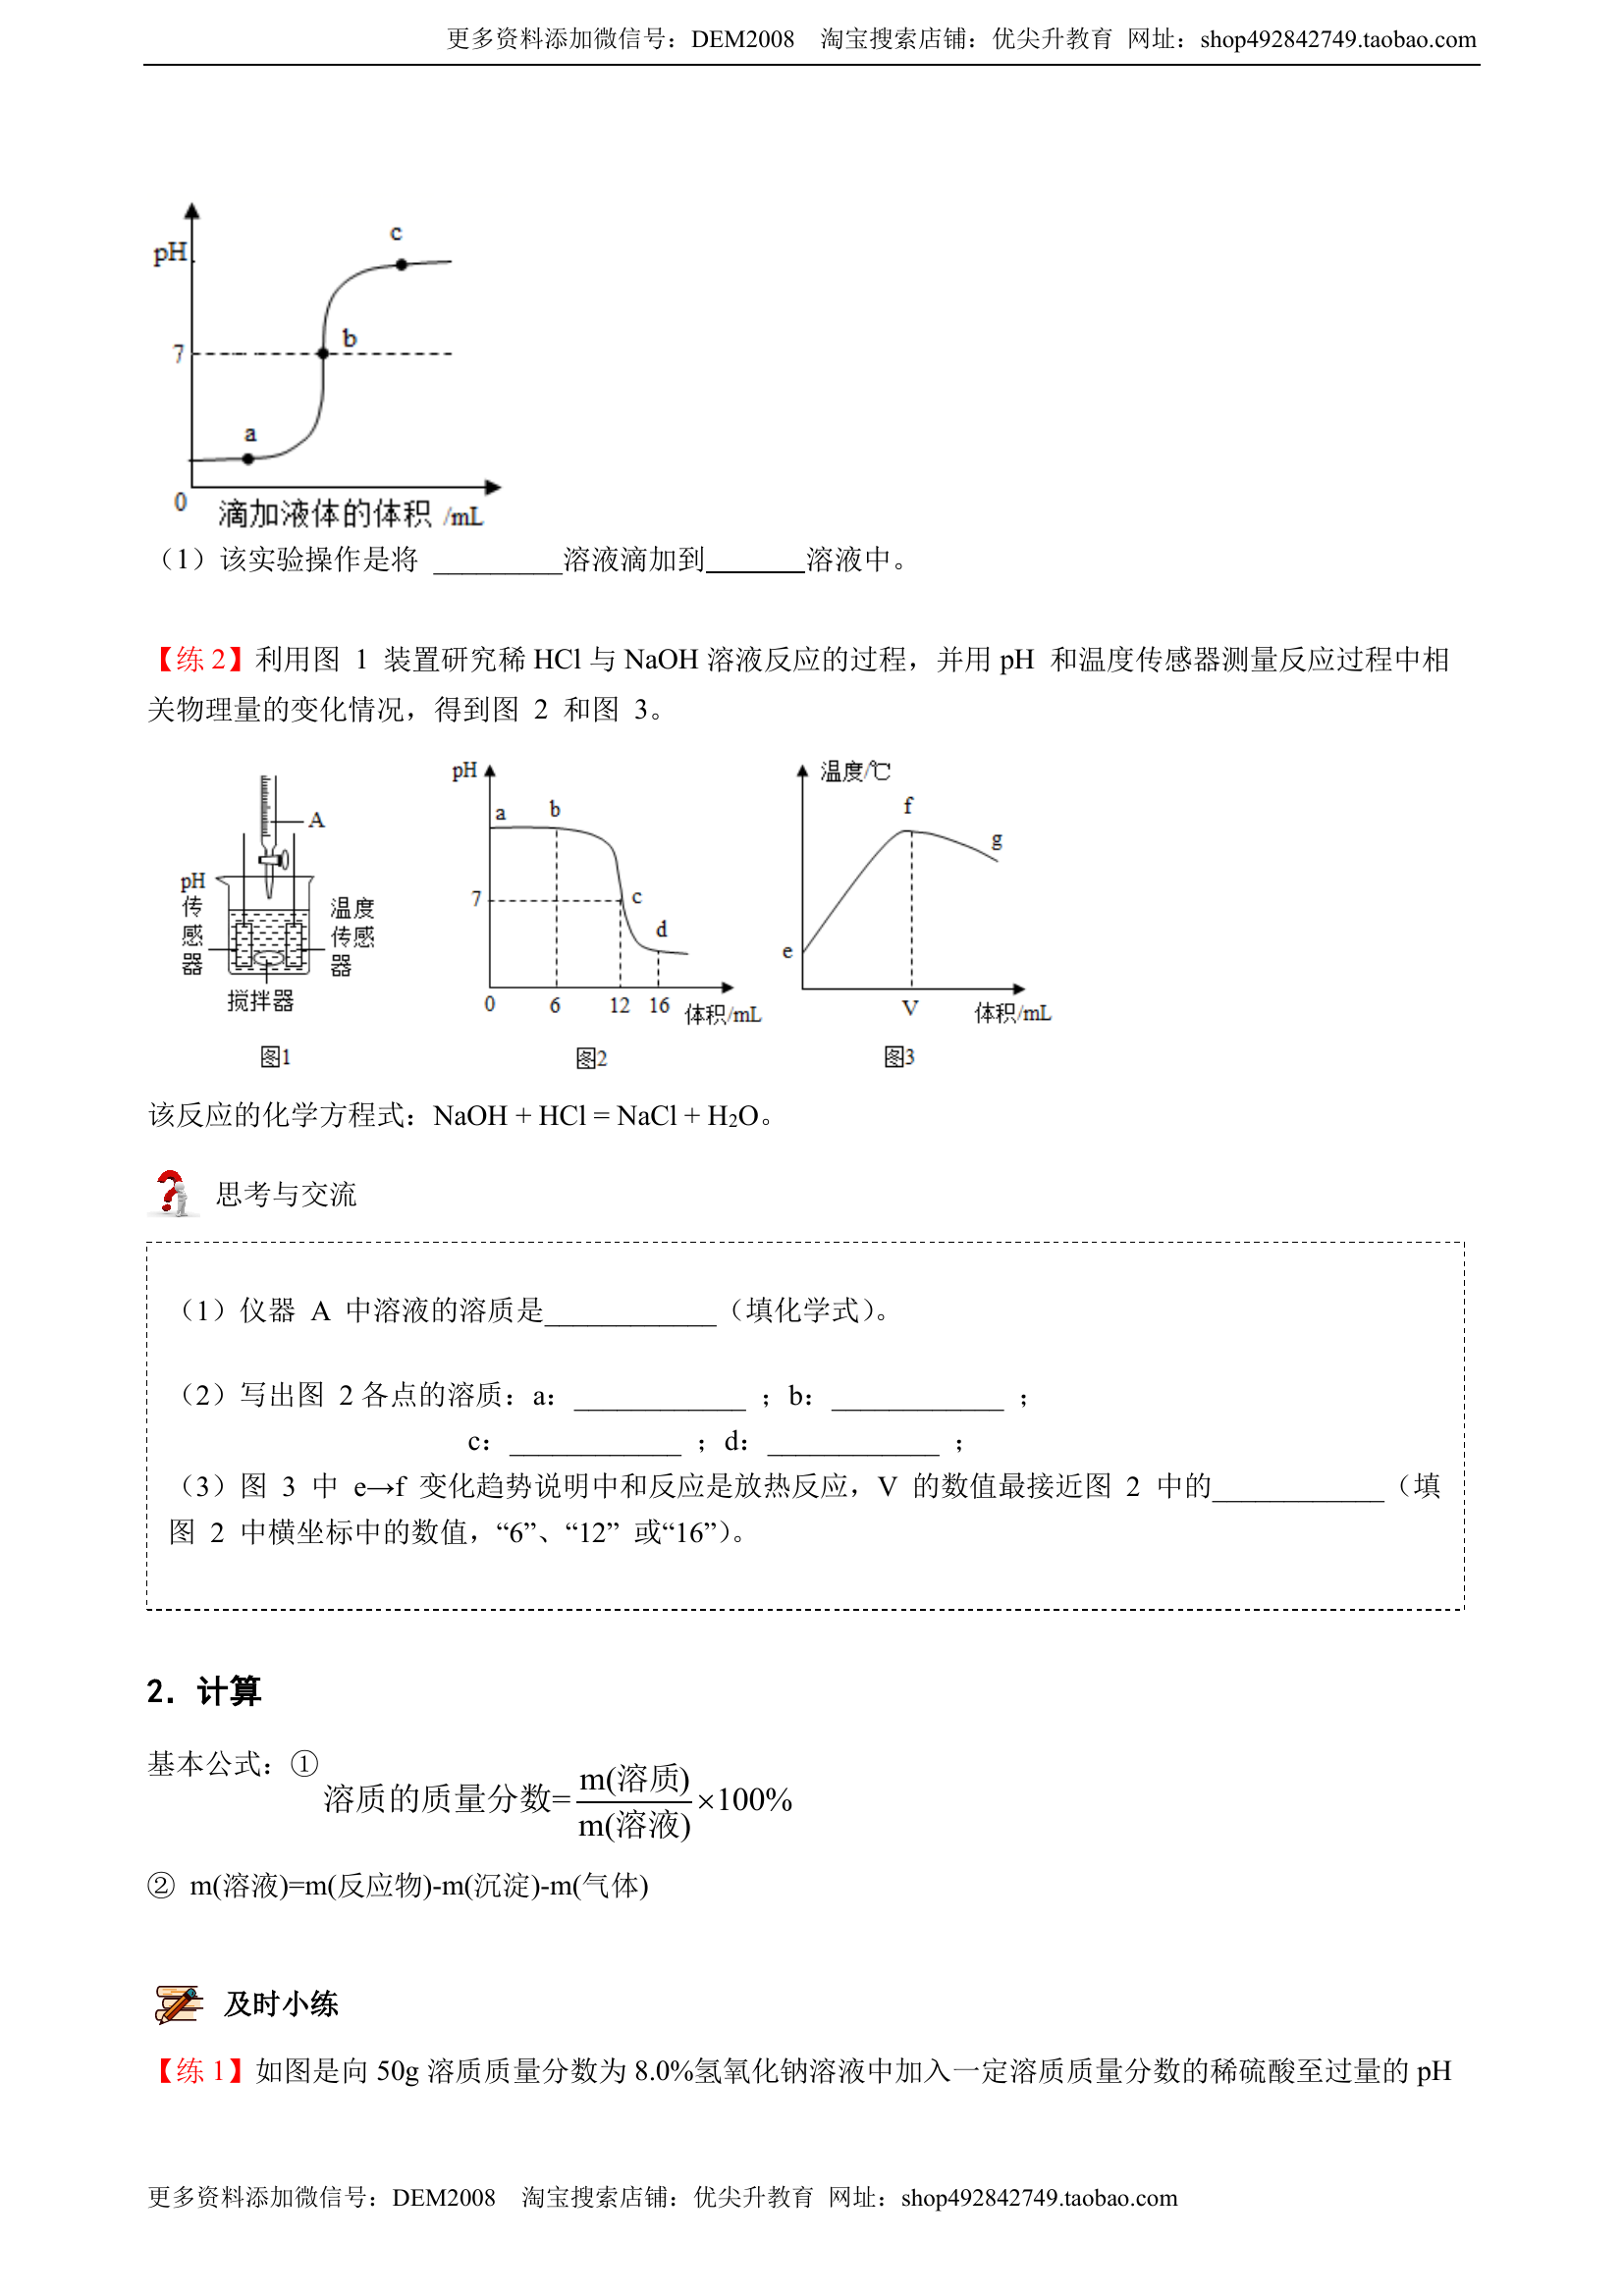 更多资料添加微信号：DEM2008 淘宝搜索店铺：优尖升教育 网址：shop492842749.taobao.com
pH
c
7
b
a
0
滴加液体的体积 /mL
（1）该实验操作是将 _________溶液滴加到_______溶液中。
【练 2】利用图 1 装置研究稀 HCl 与 NaOH 溶液反应的过程，并用 pH 和温度传感器测量反应过程中相
关物理量的变化情况，得到图 2 和图 3。
A
pH
传
感
器
温度
传感
器
搅拌器
图1
pH
a
b
7
c
d
0
6
12
16
体积/mL
图2
温度/℃
f
g
e
V
体积/mL
图3
该反应的化学方程式：NaOH + HCl = NaCl + H₂O。
思考与交流
（1）仪器 A 中溶液的溶质是____________（填化学式）。
（2）写出图 2 各点的溶质：a：____________ ；b：____________ ；
c：____________ ；d：____________ ；
（3）图 3 中 e→f 变化趋势说明中和反应是放热反应，V 的数值最接近图 2 中的____________（填
图 2 中横坐标中的数值，“6”、“12” 或“16”）。
2．计算
基本公式：① 溶质的质量分数=m(溶质)/m(溶液)×100%
② m(溶液)=m(反应物)-m(沉淀)-m(气体)
及时小练
【练 1】如图是向 50g 溶质质量分数为 8.0%氢氧化钠溶液中加入一定溶质质量分数的稀硫酸至过量的 pH
更多资料添加微信号：DEM2008 淘宝搜索店铺：优尖升教育 网址：shop492842749.taobao.com